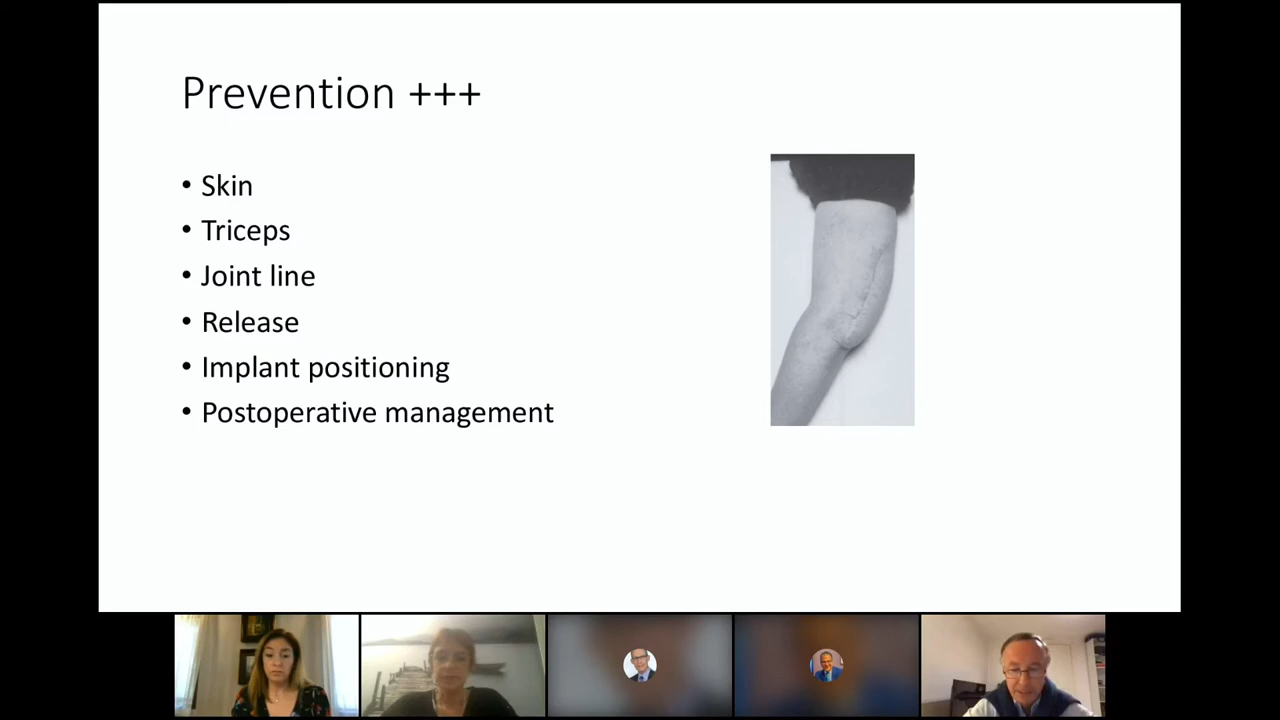 Prevention +++
• Skin
• Triceps
• Joint line
• Release
• Implant positioning
• Postoperative management